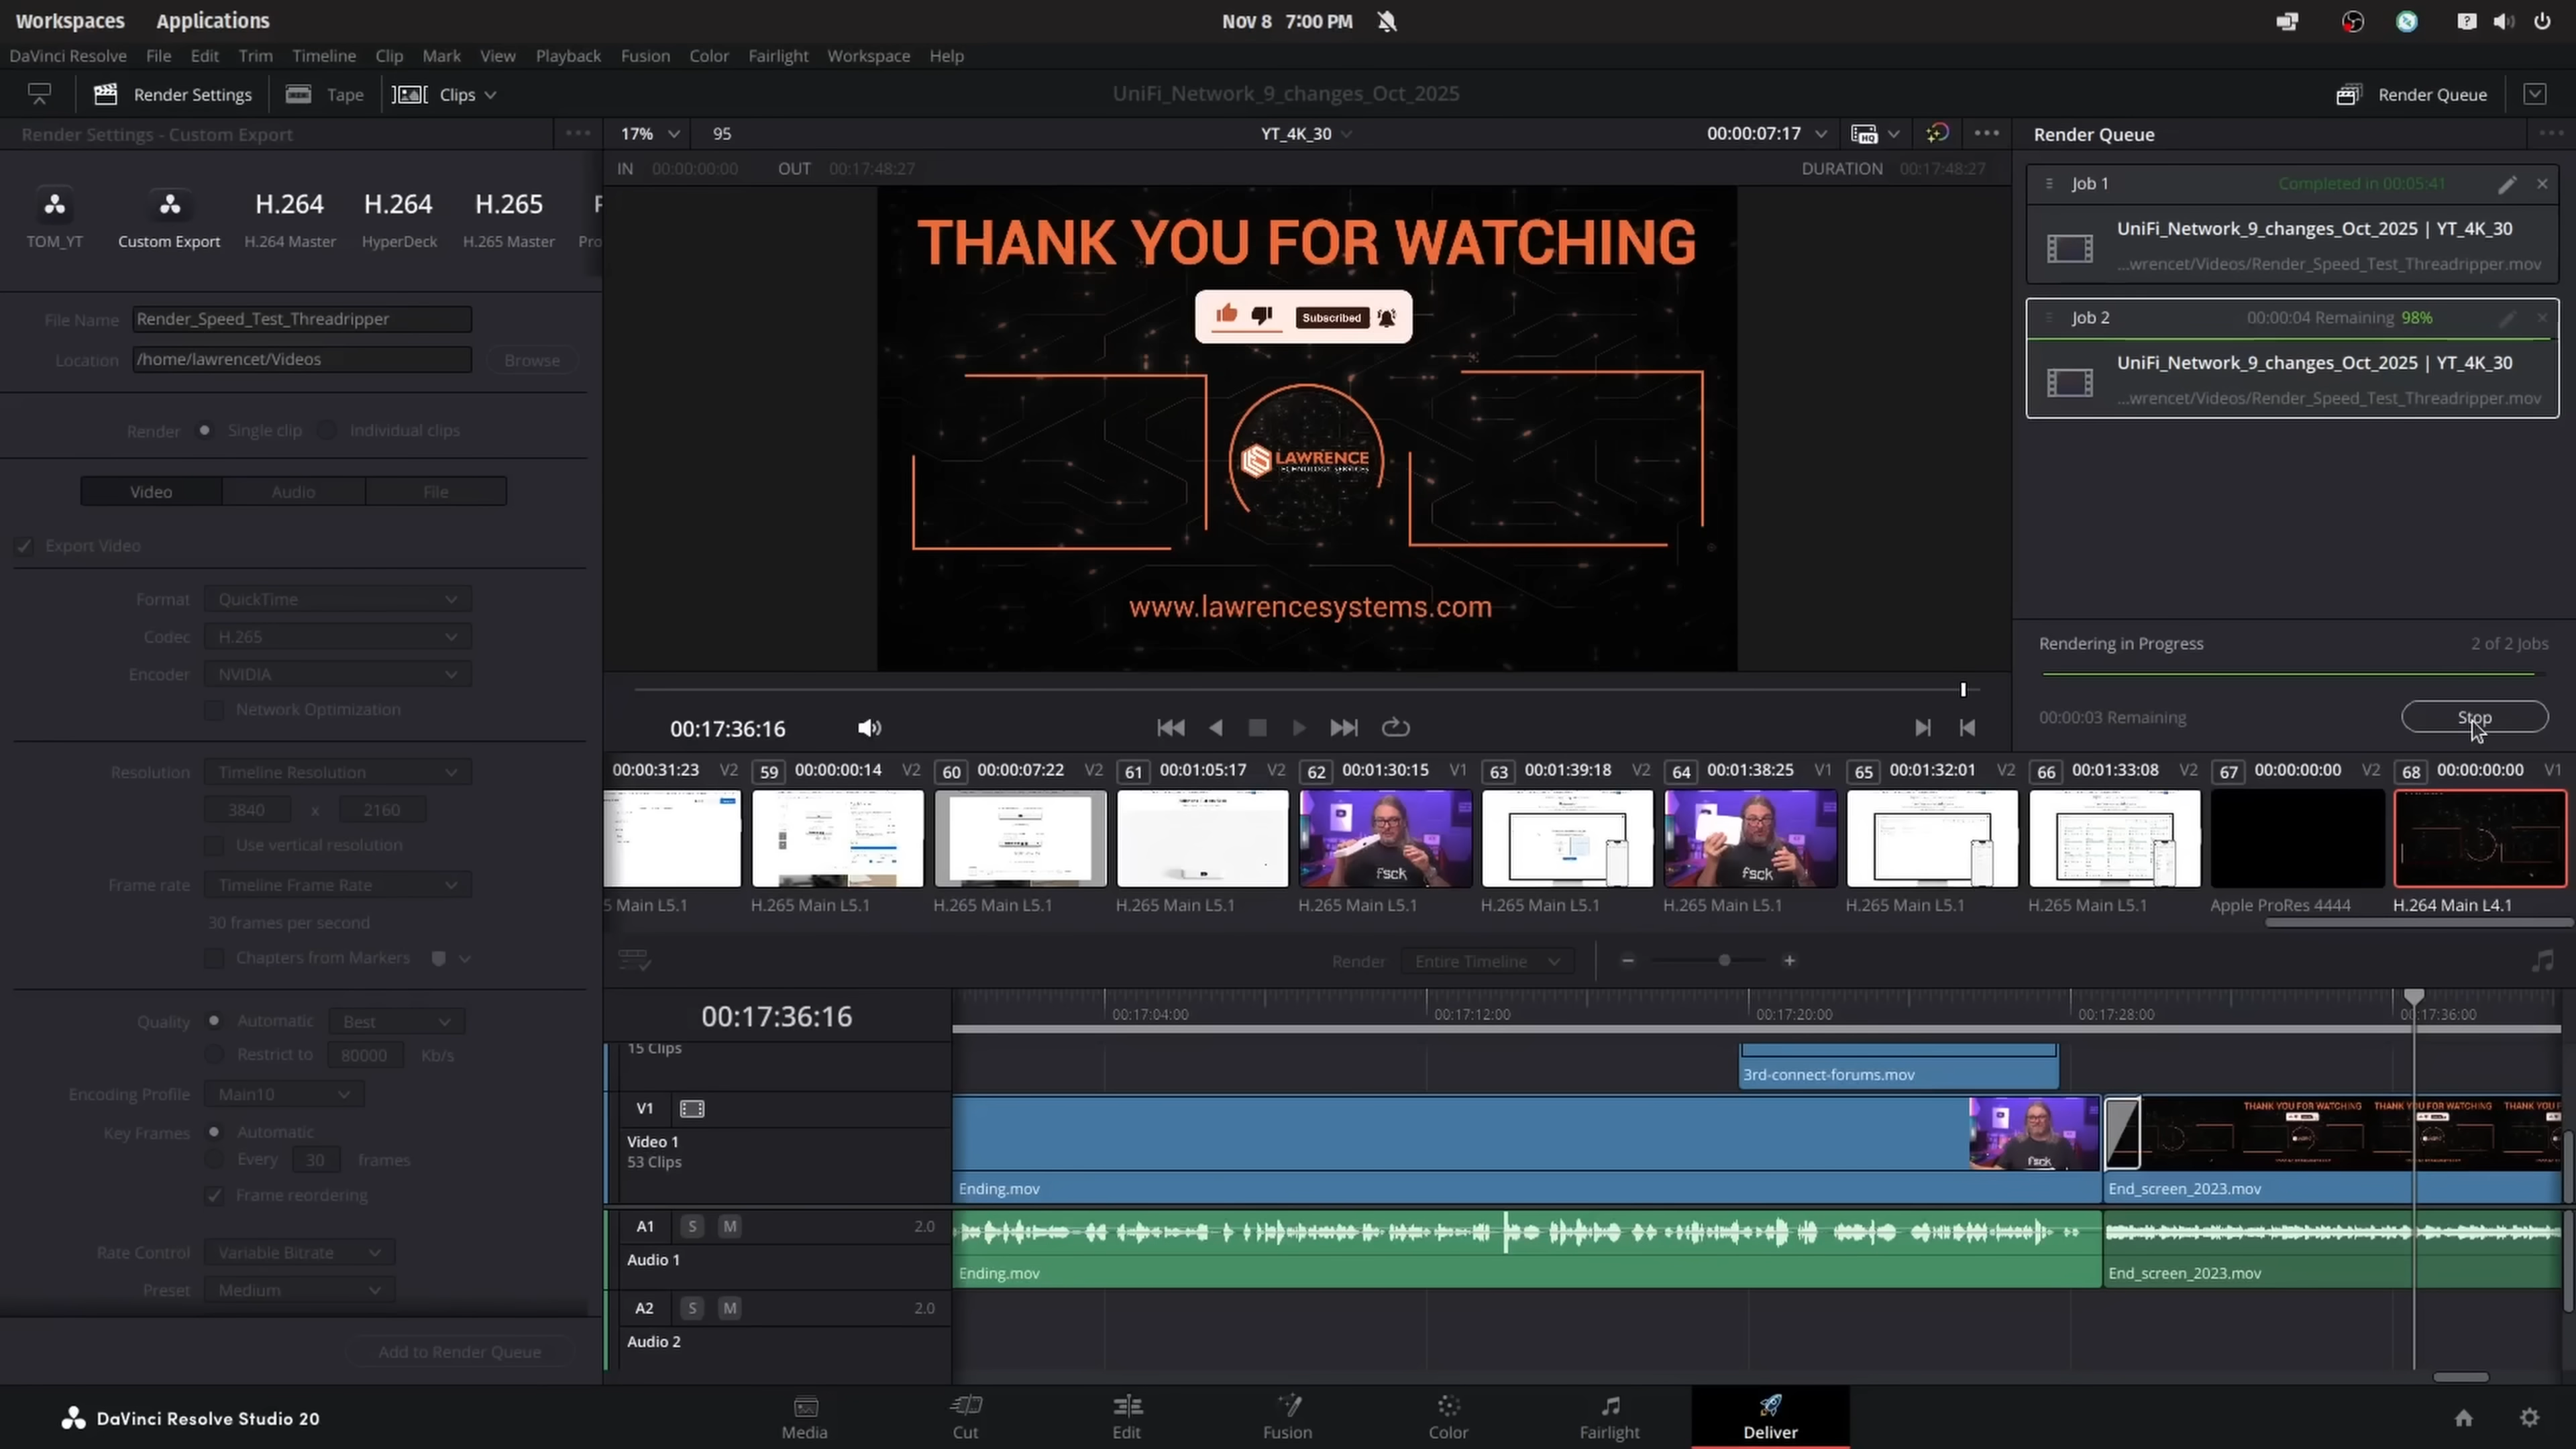 Workspaces Applications Nov 8 7:00 PM
DaVinci Resolve File Edit Trim Timeline Clip Mark View Playback Fusion Color Fairlight Workspace Help
Render Settings Tape Clips UniFi_Network_9_changes_Oct_2025 Render Queue
Render Settings - Custom Export
17% 95 YT_4K_30 00:00:07:17
Render Queue
IN 00:00:00:00 OUT 00:17:48:27 DURATION 00:17:48:27
H.264 H.264 H.265
TOM_YT Custom Export H.264 Master HyperDeck H.265 Master Pro
File Name Render_Speed_Test_Threadripper
Location /home/lawrencet/Videos Browse
Render Single clip Individual clips
Video Audio File
Export Video
Format QuickTime
Codec H.265
Encoder NVIDIA
Network Optimization
Resolution Timeline Resolution
3840 x 2160
Use vertical resolution
Frame rate Timeline Frame Rate
30 frames per second
Chapters from Markers
Quality Automatic Best
Restrict to 80000 Kb/s
Encoding Profile Main10
Key Frames Automatic
Every 30 frames
Frame reordering
Rate Control Variable Bitrate
Preset Medium
Add to Render Queue
THANK YOU FOR WATCHING
Subscribed
LAWRENCE
TECHNOLOGY SERVICES
www.lawrencesystems.com
Job 1 Completed in 00:05:41
UniFi_Network_9_changes_Oct_2025 | YT_4K_30
...wrencet/Videos/Render_Speed_Test_Threadripper.mov
Job 2 00:00:04 Remaining 98%
UniFi_Network_9_changes_Oct_2025 | YT_4K_30
...wrencet/Videos/Render_Speed_Test_Threadripper.mov
Rendering in Progress 2 of 2 Jobs
00:00:03 Remaining Stop
00:17:36:16
00:00:31:23 V2 59 00:00:00:14 V2 60 00:00:07:22 V2 61 00:01:05:17 V2 62 00:01:30:15 V1 63 00:01:39:18 V2 64 00:01:38:25 V1 65 00:01:32:01 V2 66 00:01:33:08 V2 67 00:00:00:00 V2 68 00:00:00:00 V1
fsck fsck
5 Main L5.1 H.265 Main L5.1 H.265 Main L5.1 H.265 Main L5.1 H.265 Main L5.1 H.265 Main L5.1 H.265 Main L5.1 H.265 Main L5.1 H.265 Main L5.1 Apple ProRes 4444 H.264 Main L4.1
Render Entire Timeline
00:17:36:16
00:17:04:00 00:17:12:00 00:17:20:00 00:17:28:00 00:17:36:00
15 Clips
3rd-connect-forums.mov
V1
Video 1
53 Clips
fsck
THANK YOU FOR WATCHING THANK YOU FOR WATCHING THANK YOU F
Ending.mov End_screen_2023.mov
A1 S M 2.0
Audio 1
Ending.mov End_screen_2023.mov
A2 S M 2.0
Audio 2
DaVinci Resolve Studio 20
Media Cut Edit Fusion Color Fairlight Deliver